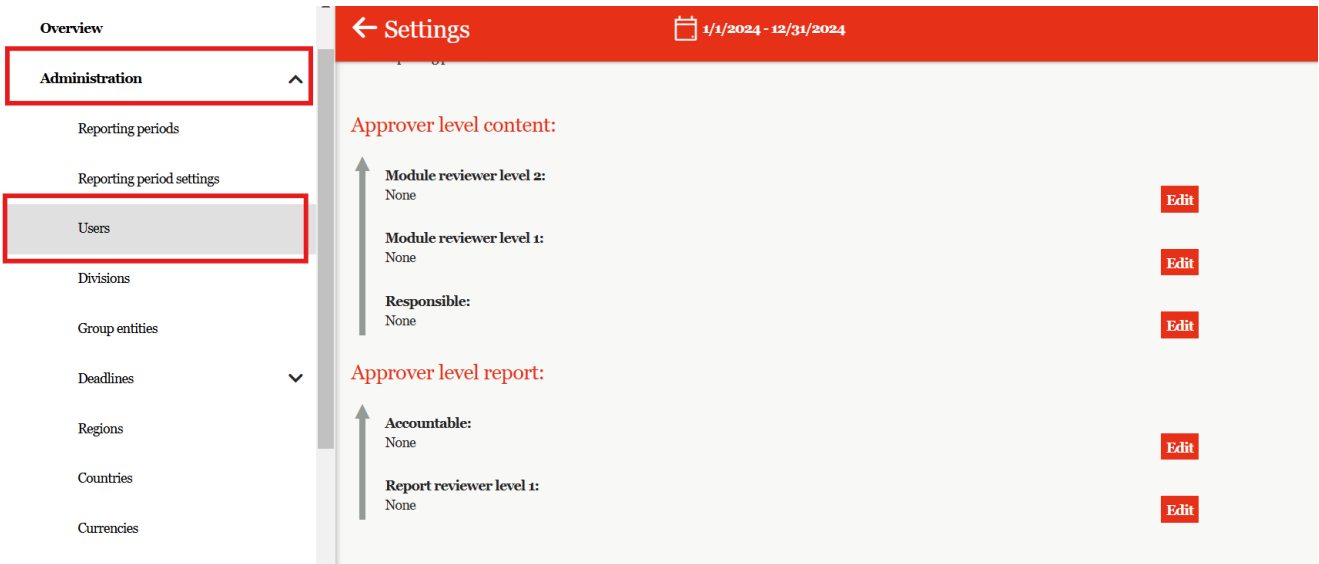 Overview
Administration
Reporting periods
Reporting period settings
Users
Divisions
Group entities
Deadlines
Regions
Countries
Currencies
Settings
1/1/2024 - 12/31/2024
Approver level content:
Module reviewer level 2:
None
Edit
Module reviewer level 1:
None
Edit
Responsible:
None
Edit
Approver level report:
Accountable:
None
Edit
Report reviewer level 1:
None
Edit